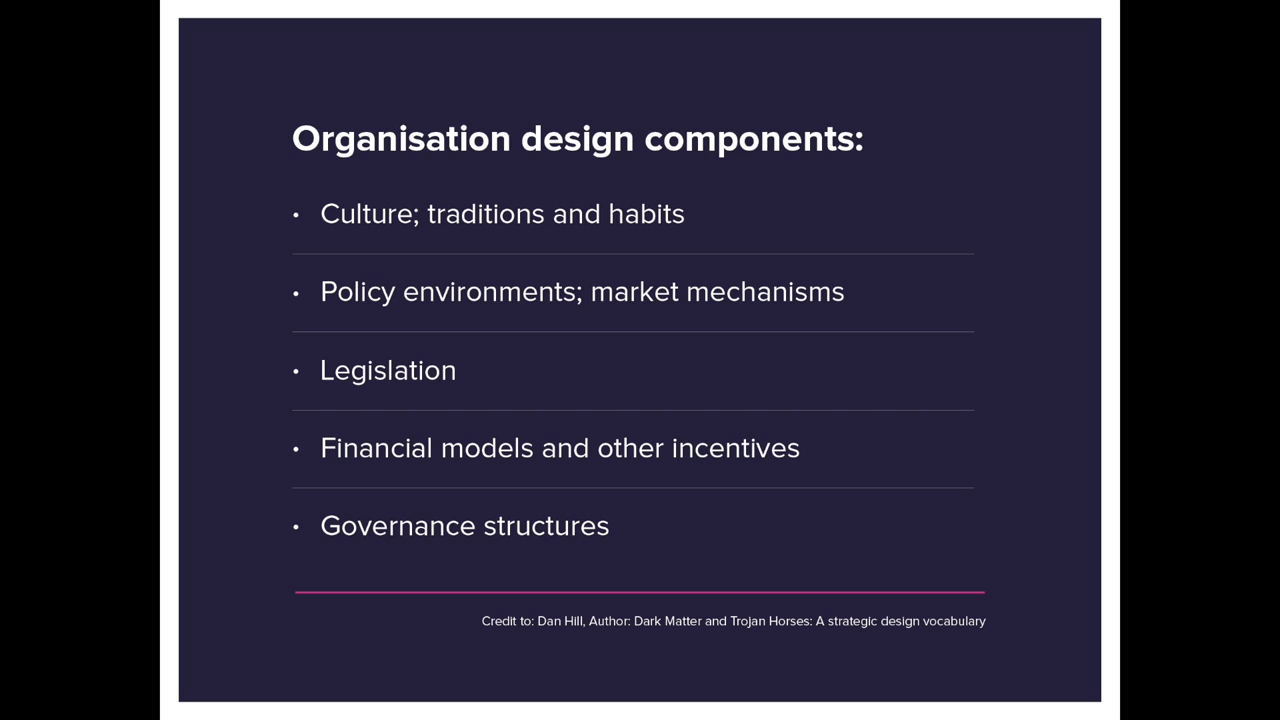 Organisation design components:
• Culture; traditions and habits
• Policy environments; market mechanisms
• Legislation
• Financial models and other incentives
• Governance structures
Credit to: Dan Hill, Author: Dark Matter and Trojan Horses: A strategic design vocabulary